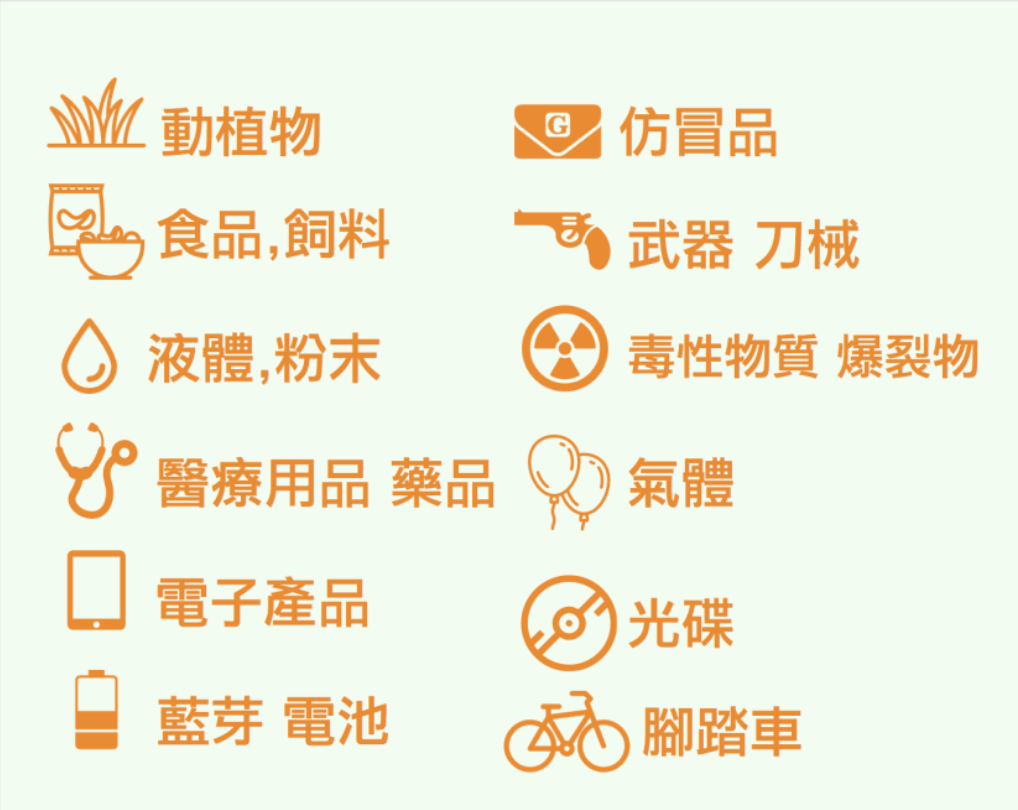 動植物
食品,飼料
液體,粉末
醫療用品 藥品
電子產品
藍芽 電池
G
仿冒品
武器 刀械
毒性物質 爆裂物
氣體
光碟
腳踏車